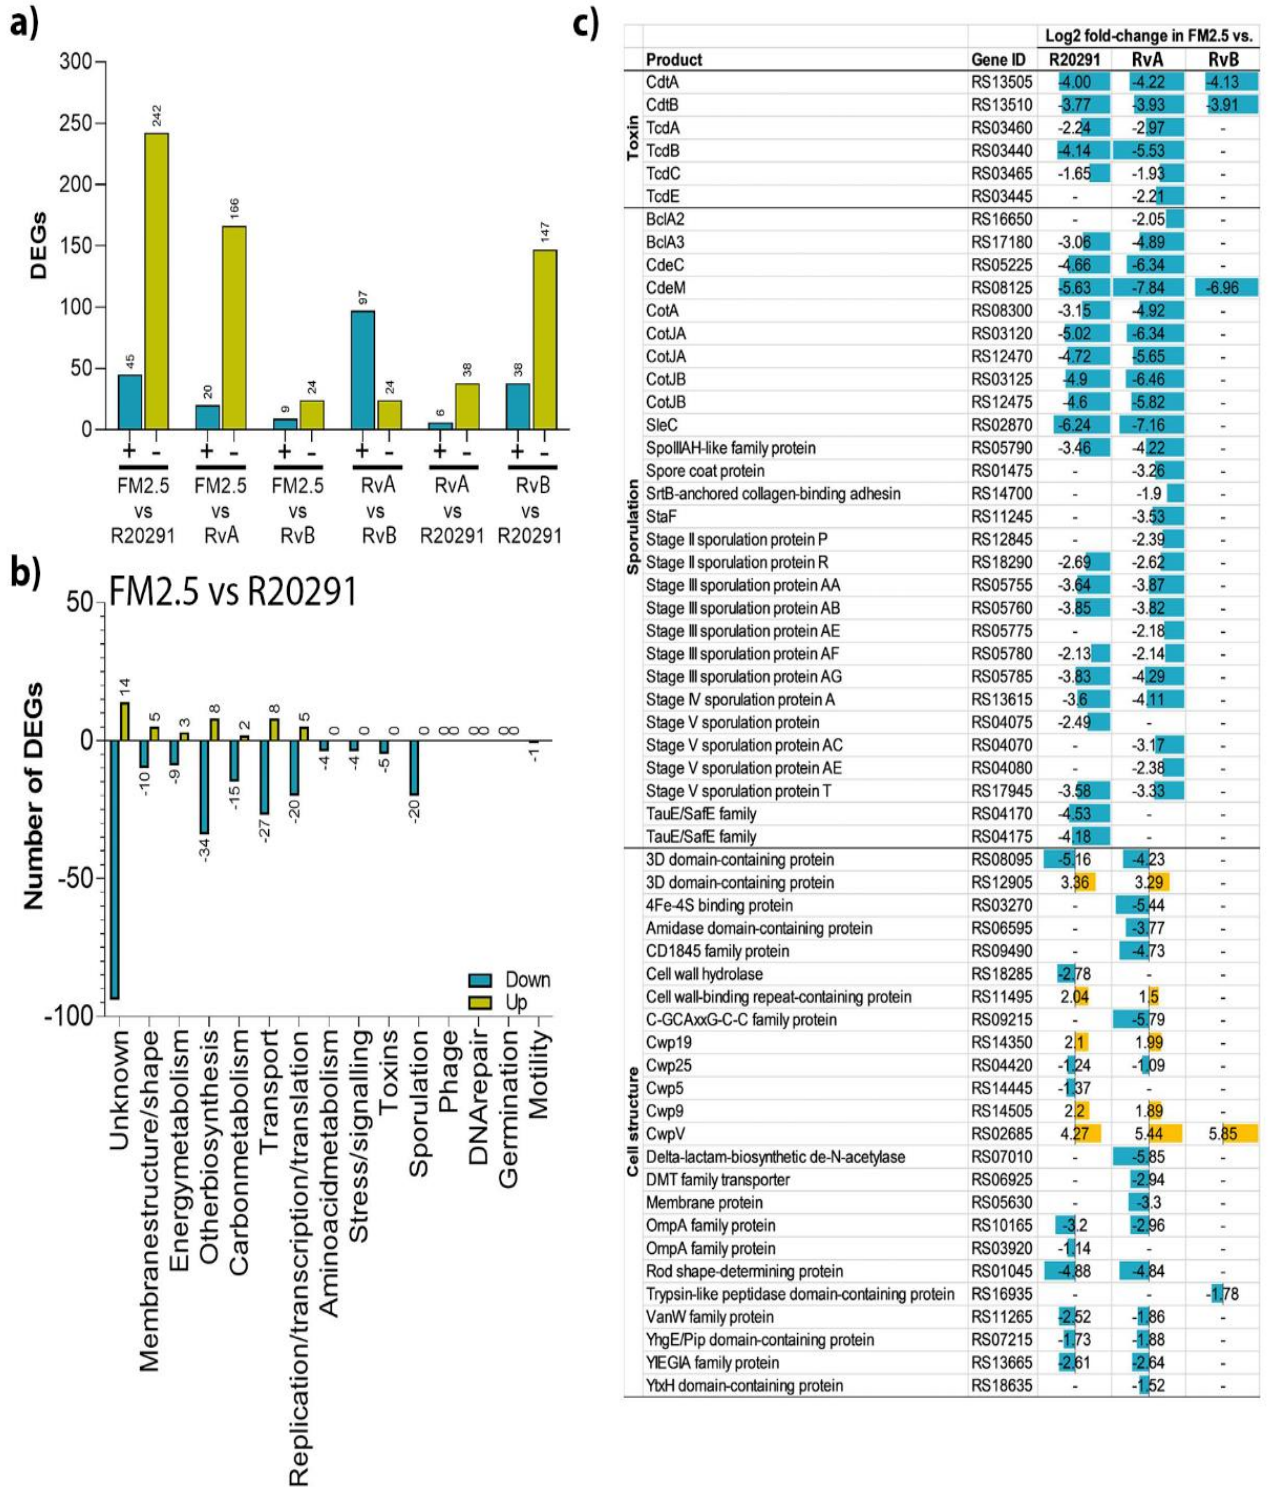 a)
300
250
200
150
100
50
0
DEGs
45
242
20
166
9
24
97
24
6
38
38
147
+ - + - + - + - + - + -
FM2.5 vs R20291
FM2.5 vs RvA
FM2.5 vs RvB
RvA vs RvB
RvA vs R20291
RvB vs R20291
b)
FM2.5 vs R20291
50
0
-50
-100
Number of DEGs
14
5
3
8
2
8
5
0
0
0
0
0 0
0 0
0 0
-10
-9
-34
-15
-27
-20
-4
-4
-5
-20
-1
Down
Up
Unknown
Membranestructure/shape
Energymetabolism
Otherbiosynthesis
Carbonmetabolism
Transport
Replication/transcription/translation
Aminoacidmetabolism
Stress/signalling
Toxins
Sporulation
Phage
DNArepair
Germination
Motility
c)
Log2 fold-change in FM2.5 vs.
Product Gene ID R20291 RvA RvB
Toxin
CdtA RS13505 -4.00 -4.22 -4.13
CdtB RS13510 -3.77 -3.93 -3.91
TcdA RS03460 -2.24 -2.97 -
TcdB RS03440 -4.14 -5.53 -
TcdC RS03465 -1.65 -1.93 -
TcdE RS03445 - -2.21 -
Sporulation
BclA2 RS16650 - -2.05 -
BclA3 RS17180 -3.06 -4.89 -
CdeC RS05225 -4.66 -6.34 -
CdeM RS08125 -5.63 -7.84 -6.96
CotA RS08300 -3.15 -4.92 -
CotJA RS03120 -5.02 -6.34 -
CotJA RS12470 -4.72 -5.65 -
CotJB RS03125 -4.9 -6.46 -
CotJB RS12475 -4.6 -5.82 -
SleC RS02870 -6.24 -7.16 -
SpoIIIAH-like family protein RS05790 -3.46 -4.22 -
Spore coat protein RS01475 - -3.26 -
SrtB-anchored collagen-binding adhesin RS14700 - -1.9 -
StaF RS11245 - -3.53 -
Stage II sporulation protein P RS12845 - -2.39 -
Stage II sporulation protein R RS18290 -2.69 -2.62 -
Stage III sporulation protein AA RS05755 -3.64 -3.87 -
Stage III sporulation protein AB RS05760 -3.85 -3.82 -
Stage III sporulation protein AE RS05775 - -2.18 -
Stage III sporulation protein AF RS05780 -2.13 -2.14 -
Stage III sporulation protein AG RS05785 -3.83 -4.29 -
Stage IV sporulation protein A RS13615 -3.6 -4.11 -
Stage V sporulation protein RS04075 -2.49 - -
Stage V sporulation protein AC RS04070 - -3.17 -
Stage V sporulation protein AE RS04080 - -2.38 -
Stage V sporulation protein T RS17945 -3.58 -3.33 -
TauE/SafE family RS04170 -4.53 - -
TauE/SafE family RS04175 -4.18 - -
Cell structure
3D domain-containing protein RS08095 -5.16 -4.23 -
3D domain-containing protein RS12905 3.36 3.29 -
4Fe-4S binding protein RS03270 - -5.44 -
Amidase domain-containing protein RS06595 - -3.77 -
CD1845 family protein RS09490 - -4.73 -
Cell wall hydrolase RS18285 -2.78 - -
Cell wall-binding repeat-containing protein RS11495 2.04 1.5 -
C-GCAxxG-C-C family protein RS09215 - -5.79 -
Cwp19 RS14350 2.1 1.99 -
Cwp25 RS04420 -1.24 -1.09 -
Cwp5 RS14445 -1.37 - -
Cwp9 RS14505 2.2 1.89 -
CwpV RS02685 4.27 5.44 5.85
Delta-lactam-biosynthetic de-N-acetylase RS07010 - -5.85 -
DMT family transporter RS06925 - -2.94 -
Membrane protein RS05630 - -3.3 -
OmpA family protein RS10165 -3.2 -2.96 -
OmpA family protein RS03920 -1.14 - -
Rod shape-determining protein RS01045 -4.88 -4.84 -
Trypsin-like peptidase domain-containing protein RS16935 - - -1.78
VanW family protein RS11265 -2.52 -1.86 -
YhgE/Pip domain-containing protein RS07215 -1.73 -1.88 -
YIEGIA family protein RS13665 -2.61 -2.64 -
YtxH domain-containing protein RS18635 - -1.52 -